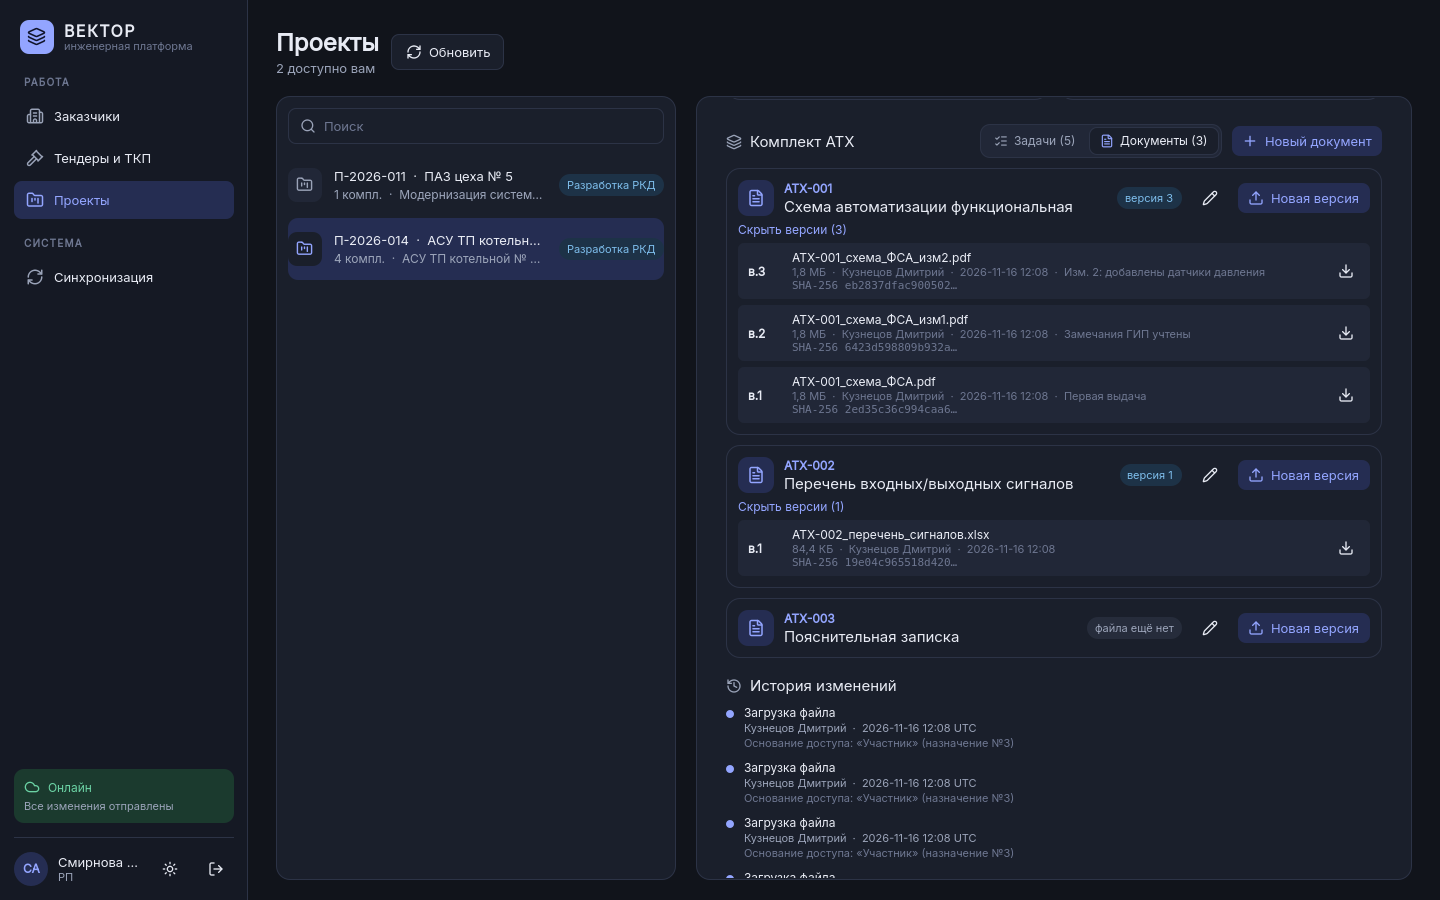 ВЕКТОР
инженерная платформа
РАБОТА
Заказчики
Тендеры и ТКП
Проекты
СИСТЕМА
Синхронизация
Онлайн
Все изменения отправлены
СА
Смирнова ...
РП
Проекты
2 доступно вам
Обновить
Поиск
П-2026-011 · ПАЗ цеха № 5
1 компл. · Модернизация систем...
Разработка РКД
П-2026-014 · АСУ ТП котельн...
4 компл. · АСУ ТП котельной № ...
Разработка РКД
Комплект АТХ
Задачи (5)
Документы (3)
Новый документ
АТХ-001
Схема автоматизации функциональная
версия 3
Новая версия
Скрыть версии (3)
в.3
АТХ-001_схема_ФСА_изм2.pdf
1,8 МБ · Кузнецов Дмитрий · 2026-11-16 12:08 · Изм. 2: добавлены датчики давления
SHA-256 eb2837dfac900502…
в.2
АТХ-001_схема_ФСА_изм1.pdf
1,8 МБ · Кузнецов Дмитрий · 2026-11-16 12:08 · Замечания ГИП учтены
SHA-256 6423d598809b932a…
в.1
АТХ-001_схема_ФСА.pdf
1,8 МБ · Кузнецов Дмитрий · 2026-11-16 12:08 · Первая выдача
SHA-256 2ed35c36c994caa6…
АТХ-002
Перечень входных/выходных сигналов
версия 1
Новая версия
Скрыть версии (1)
в.1
АТХ-002_перечень_сигналов.xlsx
84,4 КБ · Кузнецов Дмитрий · 2026-11-16 12:08
SHA-256 19e04c965518d420…
АТХ-003
Пояснительная записка
файла ещё нет
Новая версия
История изменений
Загрузка файла
Кузнецов Дмитрий · 2026-11-16 12:08 UTC
Основание доступа: «Участник» (назначение №3)
Загрузка файла
Кузнецов Дмитрий · 2026-11-16 12:08 UTC
Основание доступа: «Участник» (назначение №3)
Загрузка файла
Кузнецов Дмитрий · 2026-11-16 12:08 UTC
Основание доступа: «Участник» (назначение №3)
Загрузка файла